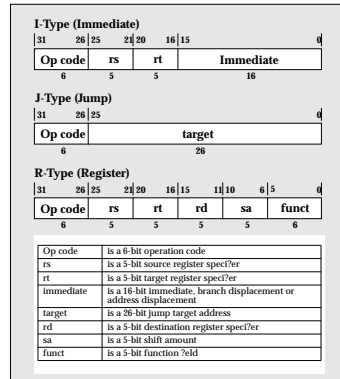 I-Type (Immediate)
31 26 25 21 20 16 15 0
Op code rs rt Immediate
6 5 5 16
J-Type (Jump)
31 26 25 0
Op code target
6 26
R-Type (Register)
31 26 25 21 20 16 15 11 10 6 5 0
Op code rs rt rd sa funct
6 5 5 5 5 6
Op code is a 6-bit operation code
rs is a 5-bit source register speci?er
rt is a 5-bit target register speci?er
immediate is a 16-bit immediate, branch displacement or
address displacement
target is a 26-bit jump target address
rd is a 5-bit destination register speci?er
sa is a 5-bit shift amount
funct is a 5-bit function ?eld